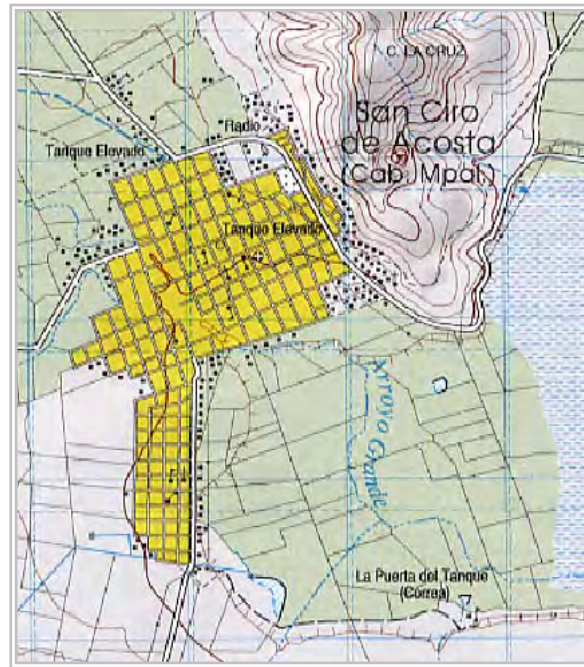 C. LA CRUZ
San Ciro
de Acosta
(Cab. Mpal.)
Radio
Tanque Elevado
Tanque Elevado
Arroyo Grande
La Puerta del Tanque
(Correa)